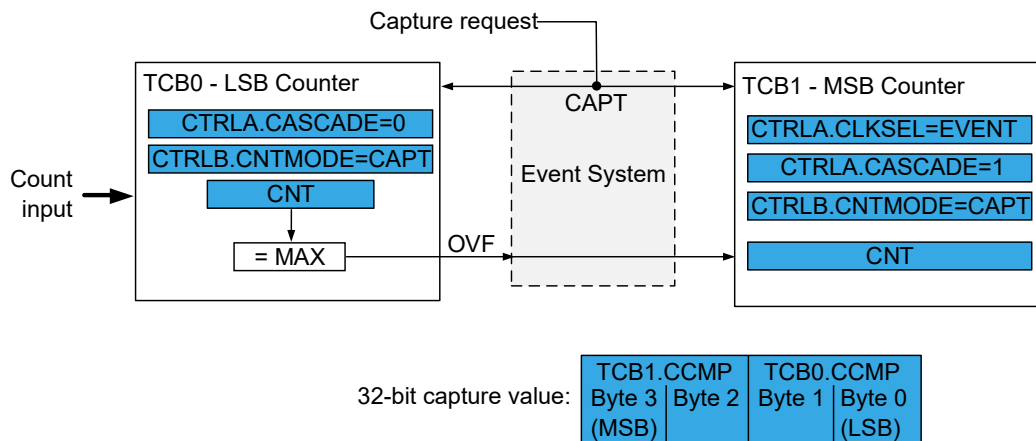 Capture request
TCB0 - LSB Counter
CTRLA.CASCADE=0
CTRLB.CNTMODE=CAPT
CNT
= MAX
Count
input
OVF
CAPT
Event System
TCB1 - MSB Counter
CTRLA.CLKSEL=EVENT
CTRLA.CASCADE=1
CTRLB.CNTMODE=CAPT
CNT
32-bit capture value:
TCB1.CCMP TCB0.CCMP
Byte 3 Byte 2 Byte 1 Byte 0
(MSB) (LSB)